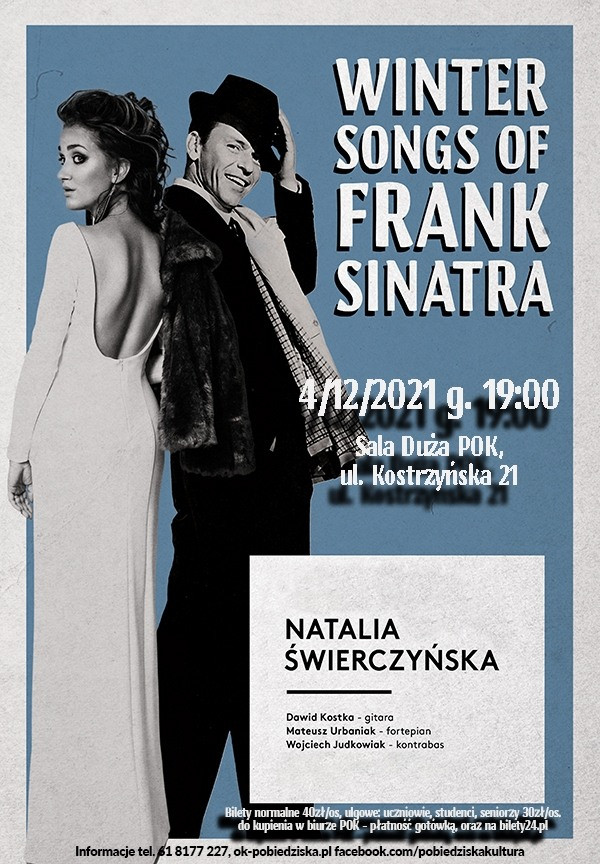 WINTER
SONGS OF
FRANK
SINATRA
4/12/2021 g. 19:00
Sala Duża POK,
ul. Kostrzyńska 21
NATALIA
ŚWIERCZYŃSKA
Dawid Kostka - gitara
Mateusz Urbaniak - fortepian
Wojciech Judkowiak - kontrabas
Bilety normalne 40zł/os, ulgowe: uczniowie, studenci, seniorzy 30zł/os.
do kupienia w biurze POK - płatność gotówką, oraz na bilety24.pl
Informacje tel. 61 8177 227, ok-pobiedziska.pl facebook.com/pobiedziskakultura